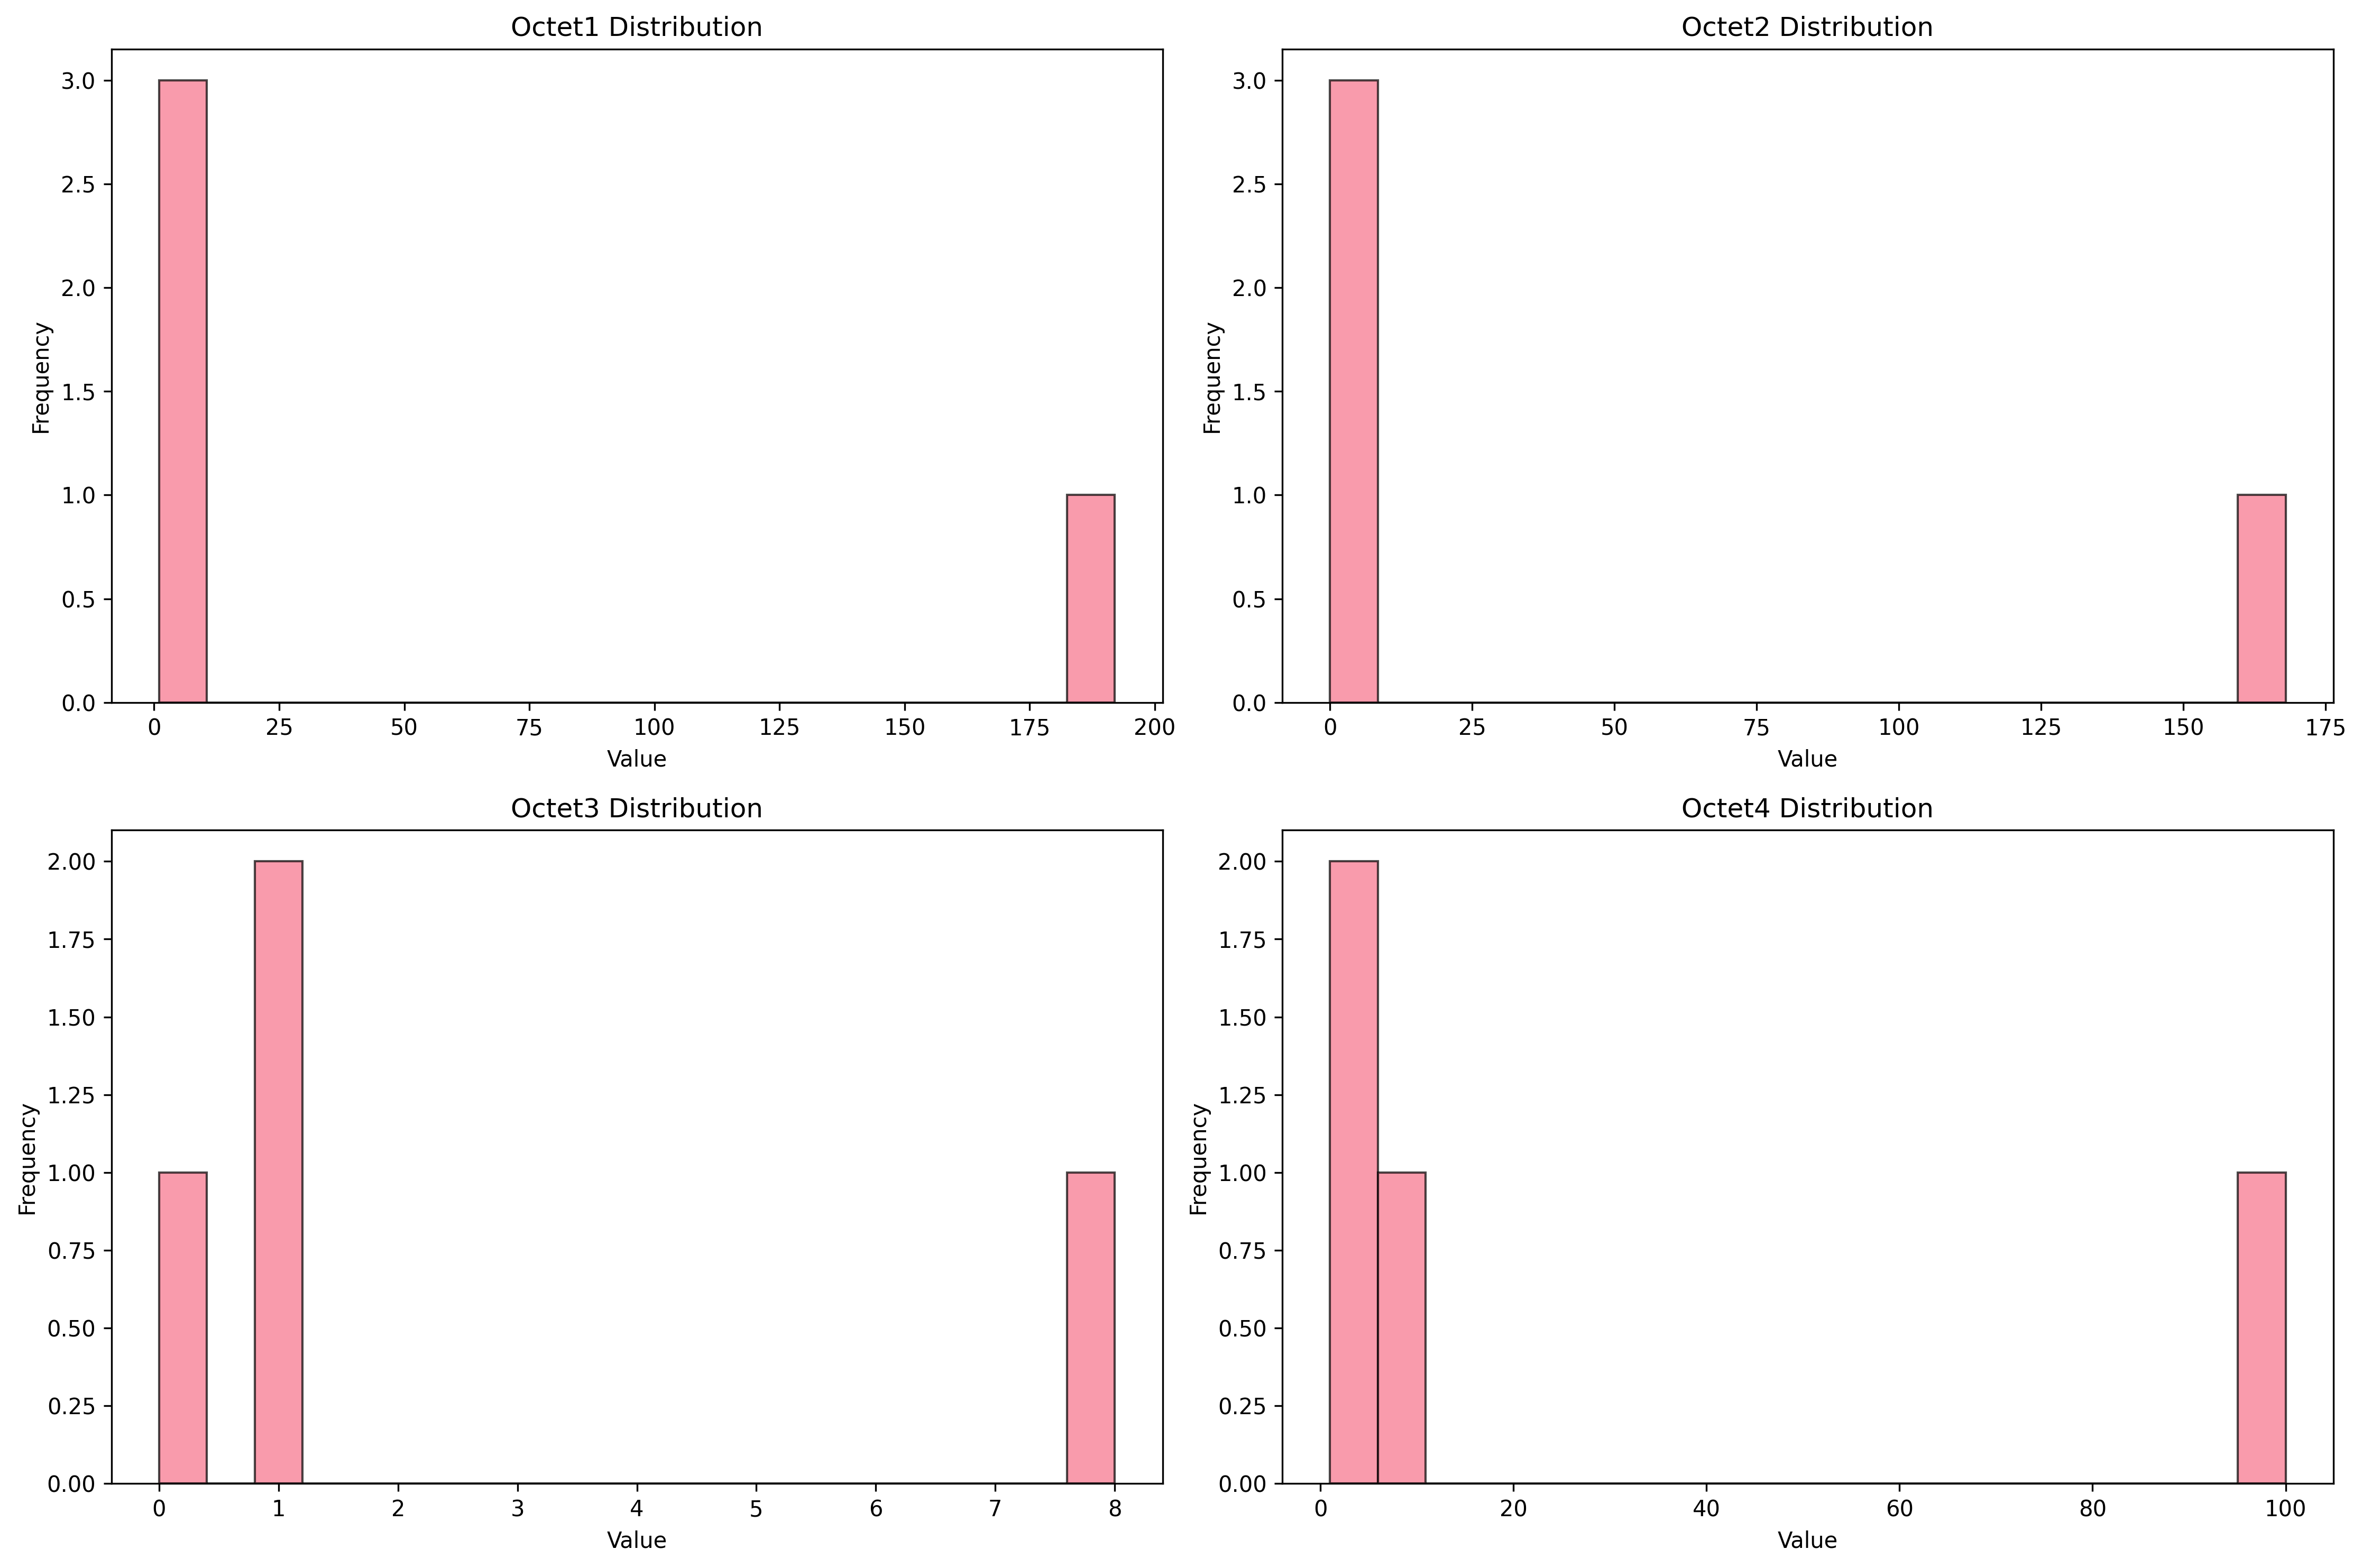 Octet1 Distribution
3.0
2.5
2.0
1.5
1.0
0.5
0.0
Frequency
0 25 50 75 100 125 150 175 200
Value
Octet2 Distribution
3.0
2.5
2.0
1.5
1.0
0.5
0.0
Frequency
0 25 50 75 100 125 150 175
Value
Octet3 Distribution
2.00
1.75
1.50
1.25
1.00
0.75
0.50
0.25
0.00
Frequency
0 1 2 3 4 5 6 7 8
Value
Octet4 Distribution
2.00
1.75
1.50
1.25
1.00
0.75
0.50
0.25
0.00
Frequency
0 20 40 60 80 100
Value